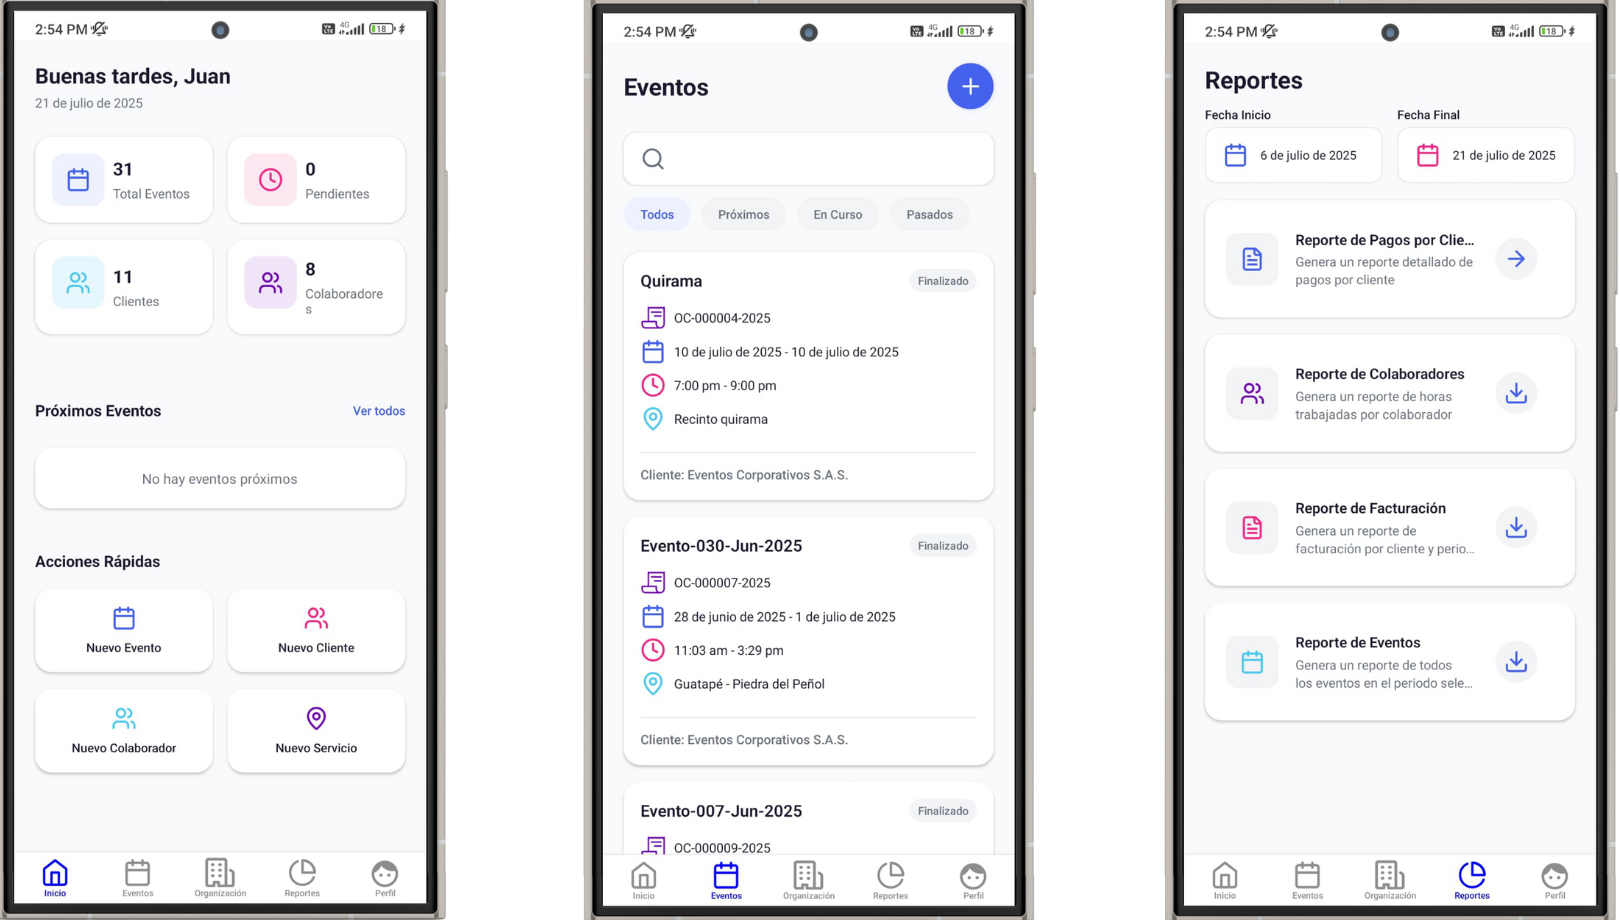 2:54 PM
4G
18
Buenas tardes, Juan
21 de julio de 2025
31
Total Eventos
0
Pendientes
11
Clientes
8
Colaboradore
s
Próximos Eventos
Ver todos
No hay eventos próximos
Acciones Rápidas
Nuevo Evento
Nuevo Cliente
Nuevo Colaborador
Nuevo Servicio
Inicio
Eventos
Organización
Reportes
Perfil
2:54 PM
4G
18
Eventos
Todos
Próximos
En Curso
Pasados
Quirama
Finalizado
OC-000004-2025
10 de julio de 2025 - 10 de julio de 2025
7:00 pm - 9:00 pm
Recinto quirama
Cliente: Eventos Corporativos S.A.S.
Evento-030-Jun-2025
Finalizado
OC-000007-2025
28 de junio de 2025 - 1 de julio de 2025
11:03 am - 3:29 pm
Guatapé - Piedra del Peñol
Cliente: Eventos Corporativos S.A.S.
Evento-007-Jun-2025
Finalizado
OC-000009-2025
Inicio
Eventos
Organización
Reportes
Perfil
2:54 PM
4G
18
Reportes
Fecha Inicio
Fecha Final
6 de julio de 2025
21 de julio de 2025
Reporte de Pagos por Clie...
Genera un reporte detallado de
pagos por cliente
Reporte de Colaboradores
Genera un reporte de horas
trabajadas por colaborador
Reporte de Facturación
Genera un reporte de
facturación por cliente y perio...
Reporte de Eventos
Genera un reporte de todos
los eventos en el periodo sele...
Inicio
Eventos
Organización
Reportes
Perfil